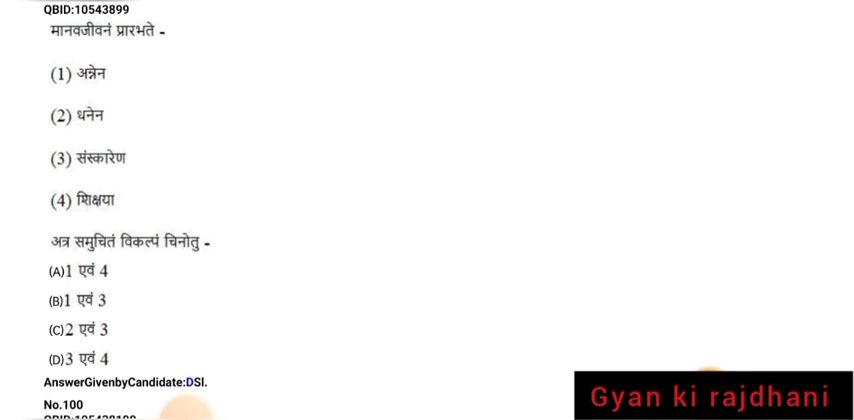 QBID:10543899
मानवजीवनं प्रारभते -
(1) अन्नेन
(2) धनेन
(3) संस्कारेण
(4) शिक्षया
अत्र समुचितं विकल्पं चिनोतु -
(A)1 एवं 4
(B)1 एवं 3
(C)2 एवं 3
(D)3 एवं 4
AnswerGivenbyCandidate:DSl.
No.100
Gyan ki rajdhani